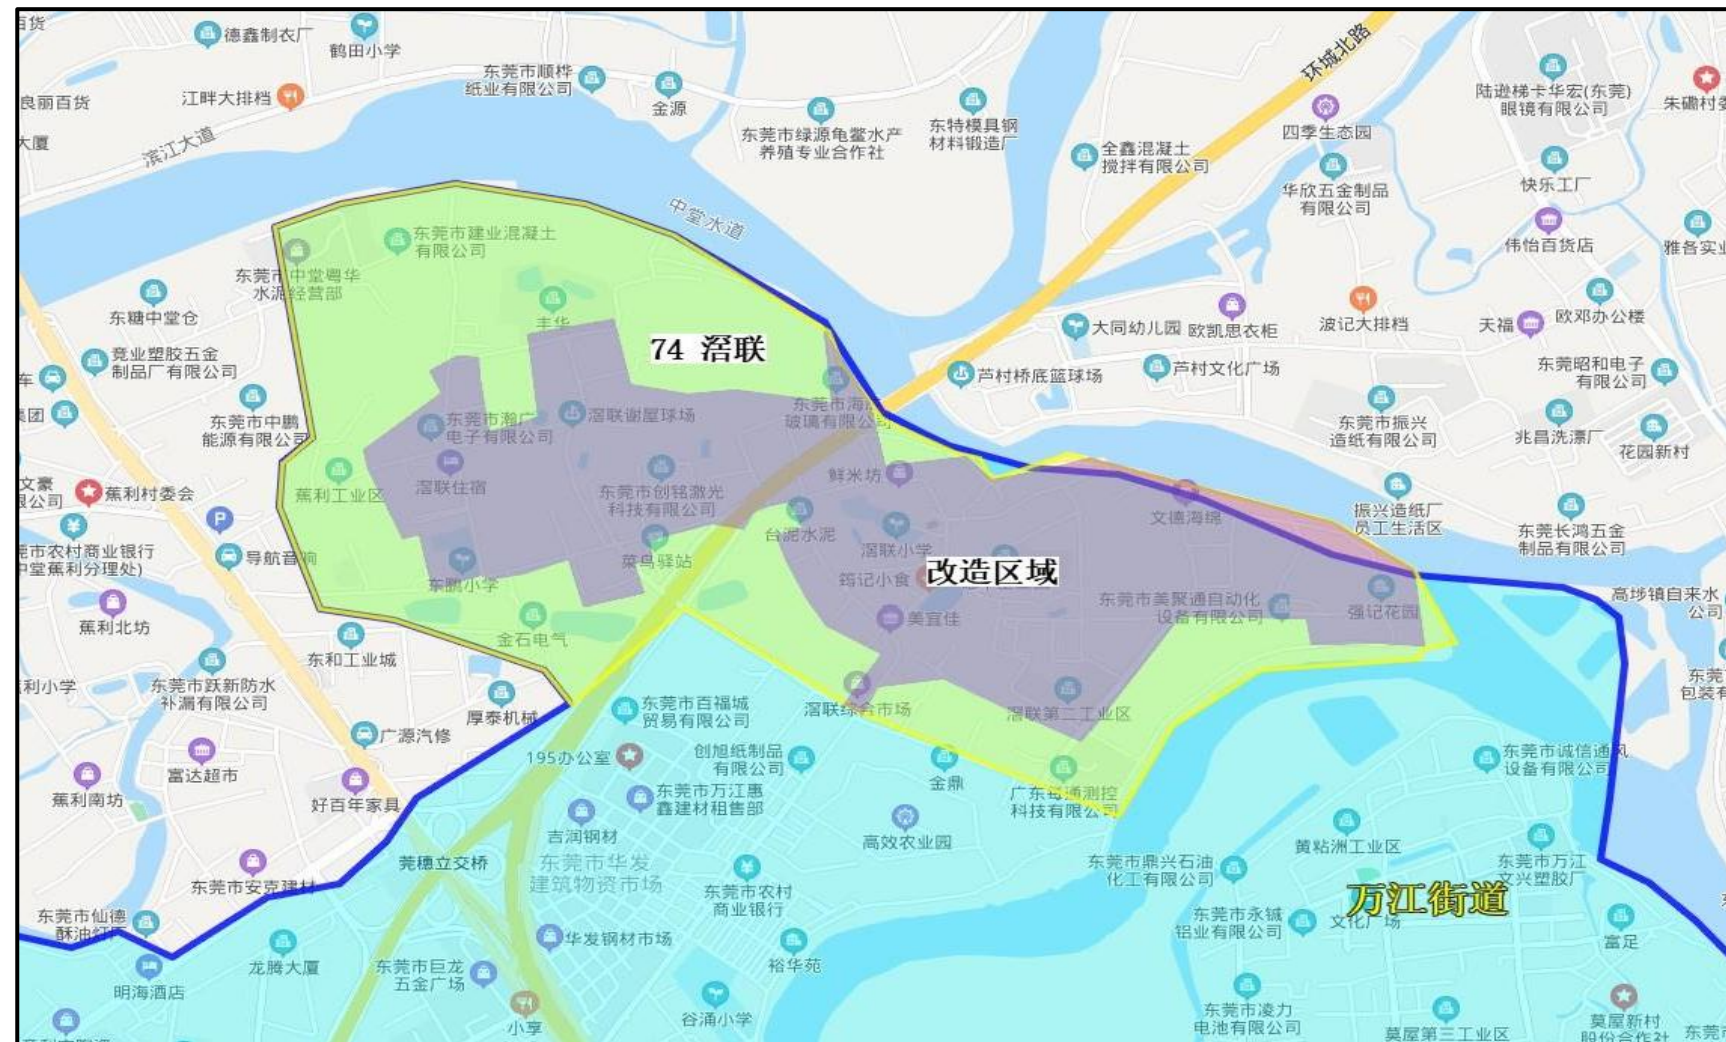 百货
德鑫制衣厂
鹤田小学
东莞市顺桦
纸业有限公司
金源
良丽百货
江畔大排档
大厦
滨江大道
东莞市绿源龟鳖水产
养殖专业合作社
东特模具钢
材料锻造厂
全鑫混凝土
搅拌有限公司
环城北路
四季生态园
陆逊梯卡华宏(东莞)
眼镜有限公司
朱磡村委
华欣五金制品
有限公司
快乐工厂
伟怡百货店
雅各实业
中堂水道
东莞市建业混凝土
有限公司
东莞市中堂粤华
水泥经营部
东糖中堂仓
丰华
74 滘联
竞业塑胶五金
制品厂有限公司
车
集团
东莞市中鹏
能源有限公司
大同幼儿园
欧凯思衣柜
波记大排档
天福
欧邓办公楼
芦村桥底篮球场
芦村文化广场
东莞昭和电子
有限公司
东莞市振兴
造纸有限公司
兆昌洗漂厂
花园新村
东莞市瀚广
电子有限公司
滘联谢屋球场
玻璃有限公司
鲜米坊
滘联住宿
东莞市创铭激光
科技有限公司
蕉利工业区
文豪
限公司
蕉利村委会
P
莞市农村商业银行
中堂蕉利分理处)
台泥水泥
滘联小学
文德海绵
振兴造纸厂
员工生活区
东莞长鸿五金
制品有限公司
菜鸟驿站
东鹏小学
筠记小食
改造区域
东莞市美聚通自动化
设备有限公司
强记花园
高埗镇自来水
公司
蕉北坊
美宜佳
金石电气
东和工业城
利小学
东莞市跃新防水
补漏有限公司
厚泰机械
东莞市百福城
贸易有限公司
滘联综合市场
滘联第二工业区
东莞
包装有
广源汽修
195办公室
创旭纸制品
有限公司
富达超市
蕉利南坊
好百年家具
东莞市万江惠
鑫建材租售部
金鼎
科技有限公司
东莞市诚信通风
设备有限公司
吉润钢材
高效农业园
黄粘洲工业区
莞穗立交桥
东莞市华发
建筑物资市场
东莞市鼎兴石油
化工有限公司
东莞市万江
文兴塑胶厂
东莞市安克建材
东莞市农村
商业银行
万江街道
东莞市仙德
东莞市永铖
铝业有限公司
文化广场
富足
华发钢材市场
龙腾大厦
东莞市巨龙
五金广场
裕华苑
明海酒店
小享
谷涌小学
东莞市凌力
电池有限公司
莫屋第三工业区
莫屋新村
股份合作社
东莞市